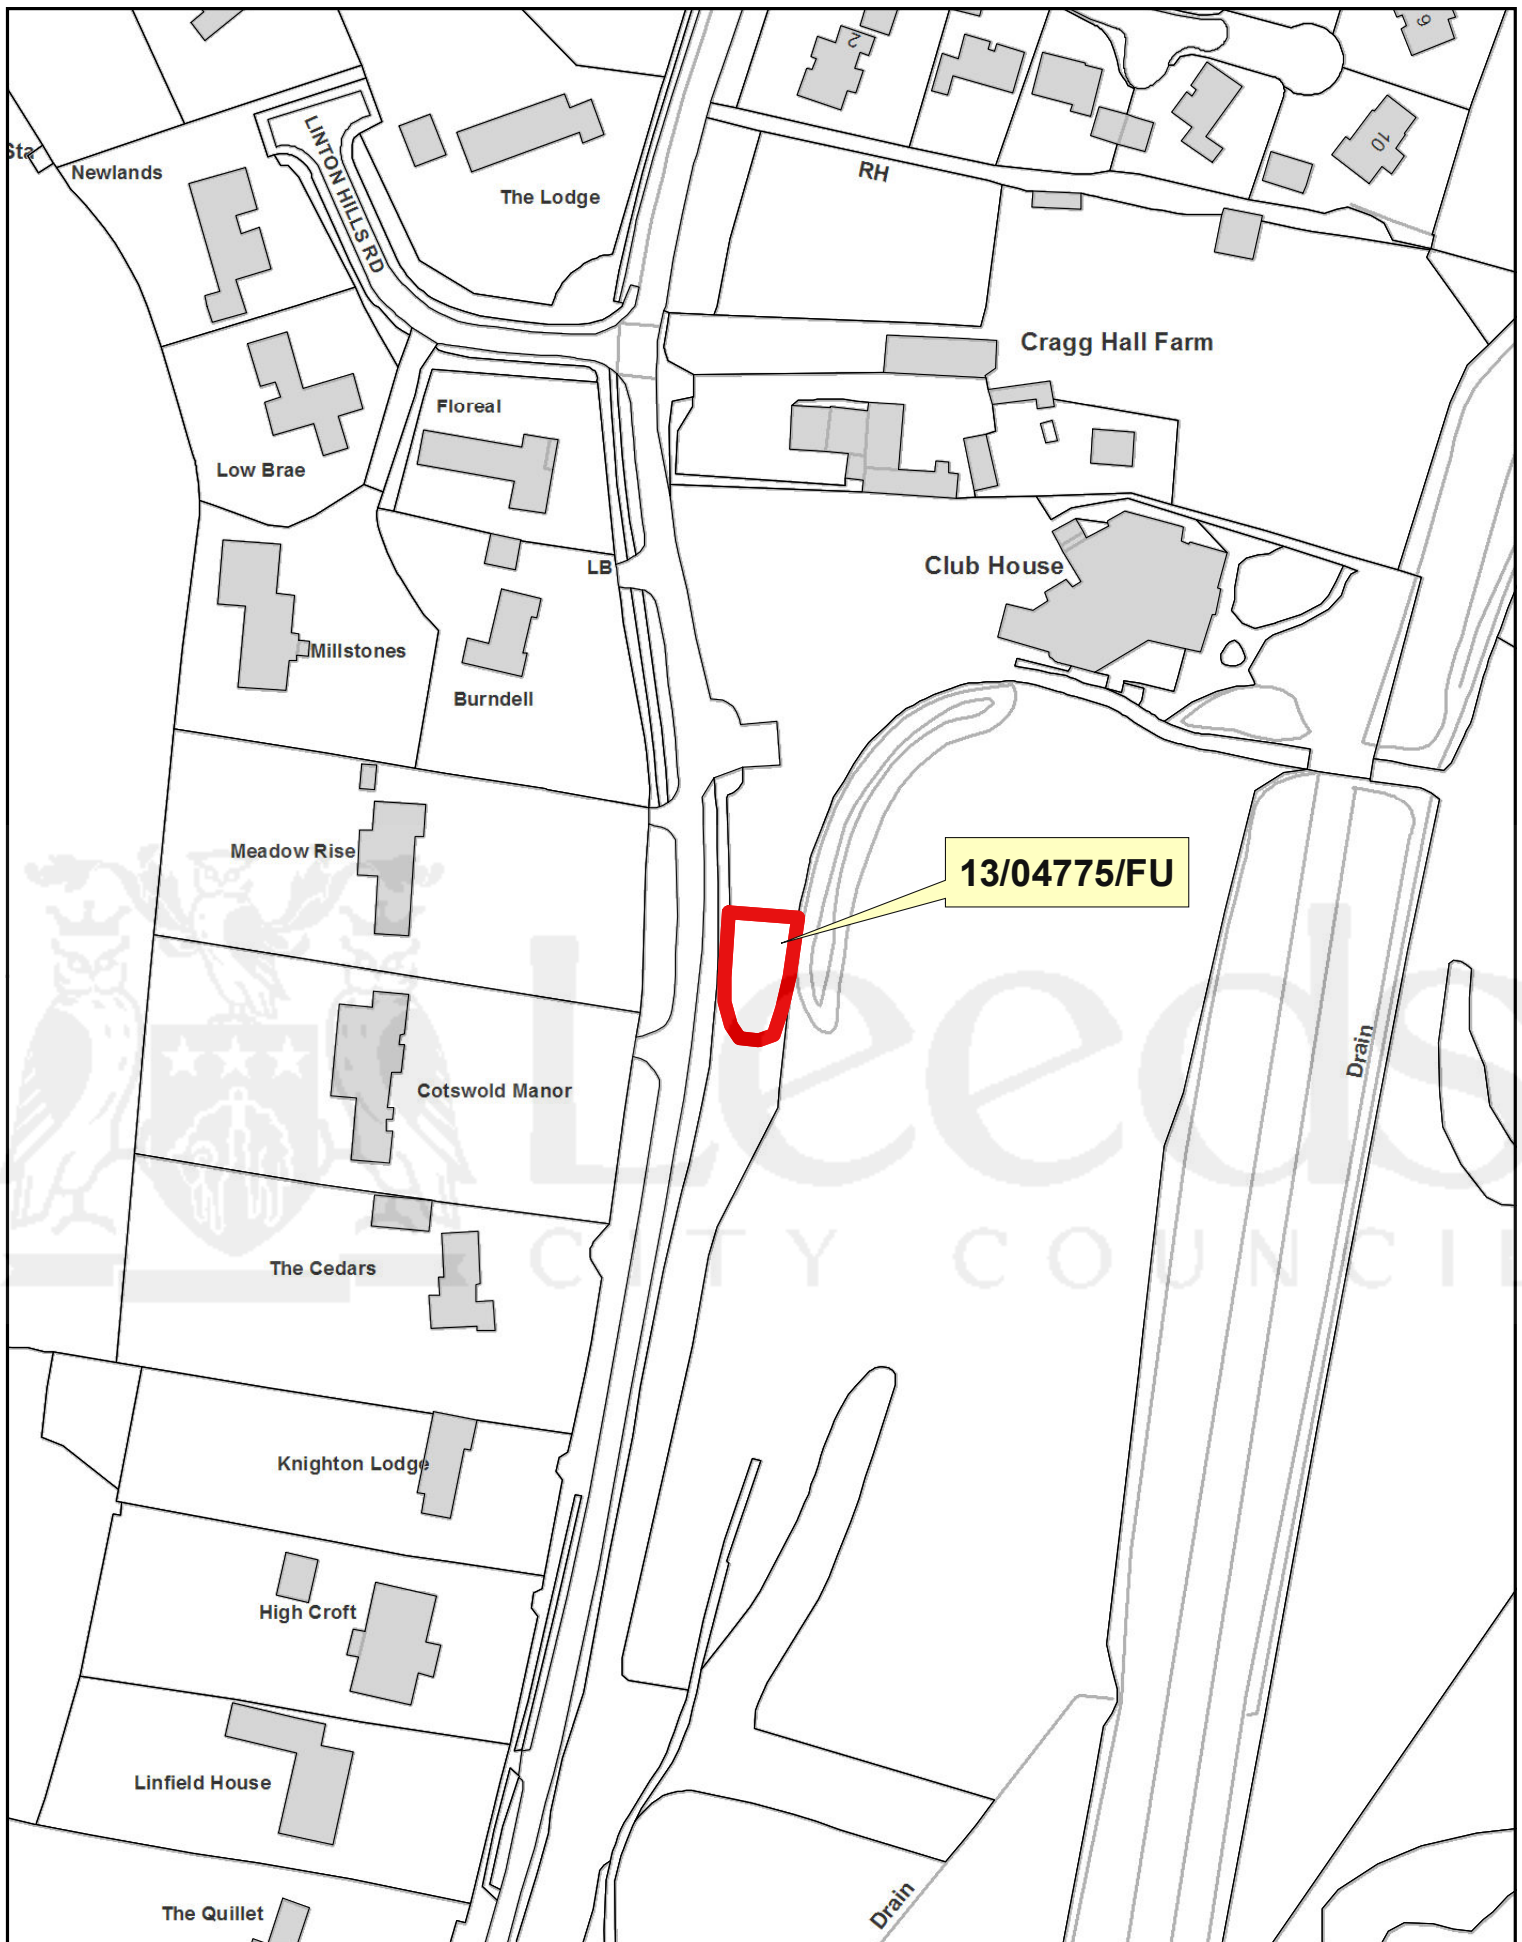 2
6
10
Sta
Newlands
LINTON HILLS RD
The Lodge
RH
Cragg Hall Farm
Floreal
Low Brae
Club House
LB
Millstones
Burndell
Meadow Rise
13/04775/FU
Leeds
Drain
Cotswold Manor
CITY COUNCIL
The Cedars
Knighton Lodge
High Croft
Linfield House
The Quillet
Drain